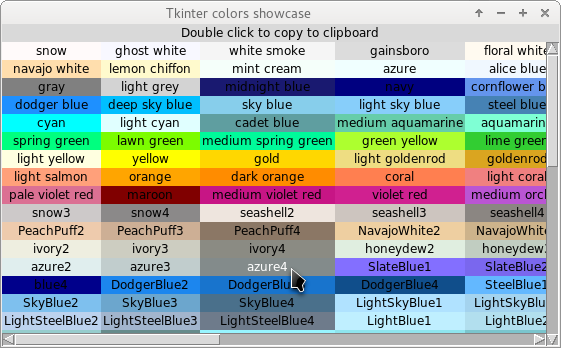 Tkinter colors showcase
Double click to copy to clipboard
snow ghost white white smoke gainsboro floral white
navajo white lemon chiffon mint cream azure alice blue
gray light grey midnight blue navy cornflower b
dodger blue deep sky blue sky blue light sky blue steel blue
cyan light cyan cadet blue medium aquamarine aquamarin
spring green lawn green medium spring green green yellow lime green
light yellow yellow gold light goldenrod goldenrod
light salmon orange dark orange coral light coral
pale violet red maroon medium violet red violet red medium orch
snow3 snow4 seashell2 seashell3 seashell4
PeachPuff2 PeachPuff3 PeachPuff4 NavajoWhite2 NavajoWhite
ivory2 ivory3 ivory4 honeydew2 honeydew3
azure2 azure3 azure4 SlateBlue1 SlateBlue2
blue4 DodgerBlue2 DodgerBlue3 DodgerBlue4 SteelBlue1
SkyBlue2 SkyBlue3 SkyBlue4 LightSkyBlue1 LightSkyBlu
LightSteelBlue2 LightSteelBlue3 LightSteelBlue4 LightBlue1 LightBlue2